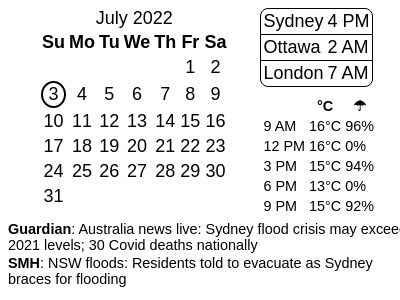 July 2022
Su Mo Tu We Th Fr Sa
1 2
3 4 5 6 7 8 9
10 11 12 13 14 15 16
17 18 19 20 21 22 23
24 25 26 27 28 29 30
31
Sydney 4 PM
Ottawa 2 AM
London 7 AM
°C ☂
9 AM 16°C 96%
12 PM 16°C 0%
3 PM 15°C 94%
6 PM 13°C 0%
9 PM 15°C 92%
Guardian: Australia news live: Sydney flood crisis may excee
2021 levels; 30 Covid deaths nationally
SMH: NSW floods: Residents told to evacuate as Sydney
braces for flooding